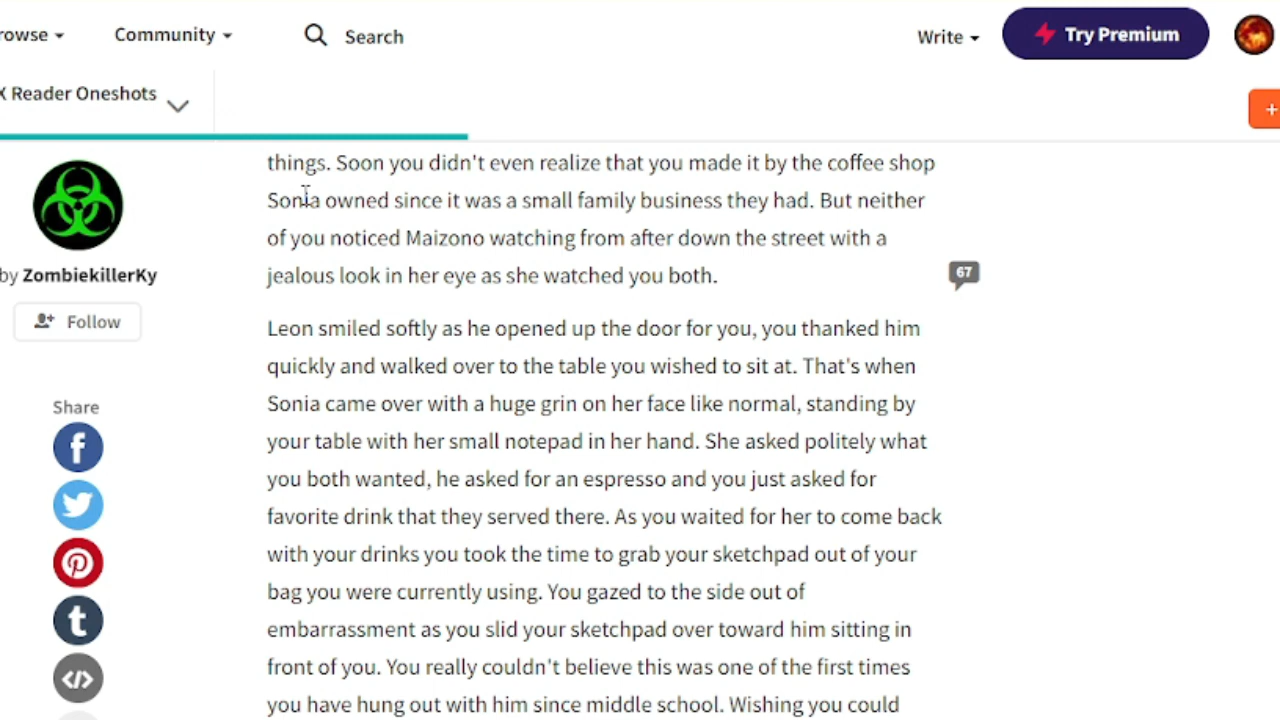 rowse
Community
Search
Write
Try Premium
X Reader Oneshots
+
by ZombiekillerKy
Follow
Share
things. Soon you didn't even realize that you made it by the coffee shop
Sonia owned since it was a small family business they had. But neither
of you noticed Maizono watching from after down the street with a
jealous look in her eye as she watched you both.
67
Leon smiled softly as he opened up the door for you, you thanked him
quickly and walked over to the table you wished to sit at. That's when
Sonia came over with a huge grin on her face like normal, standing by
your table with her small notepad in her hand. She asked politely what
you both wanted, he asked for an espresso and you just asked for
favorite drink that they served there. As you waited for her to come back
with your drinks you took the time to grab your sketchpad out of your
bag you were currently using. You gazed to the side out of
embarrassment as you slid your sketchpad over toward him sitting in
front of you. You really couldn't believe this was one of the first times
you have hung out with him since middle school. Wishing you could